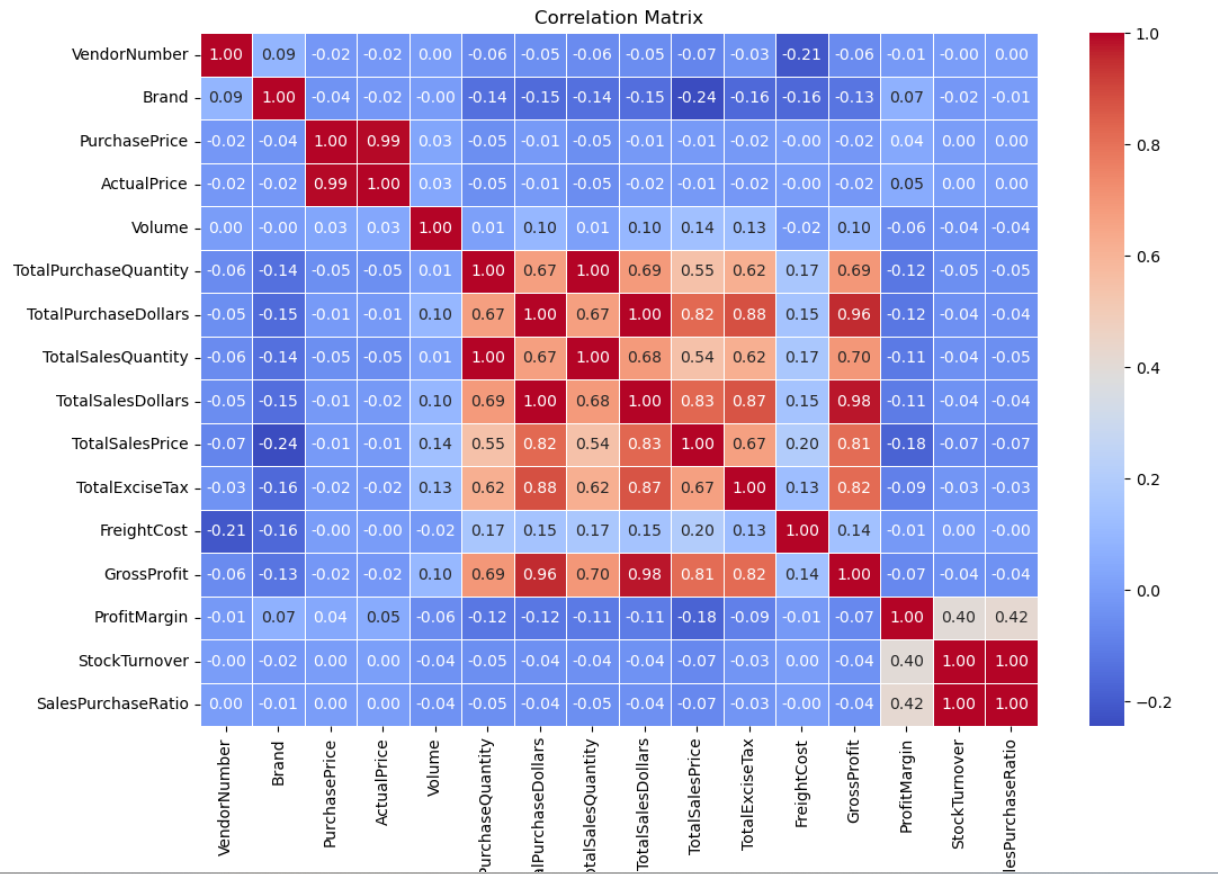 Correlation Matrix
VendorNumber 1.00 0.09 -0.02 -0.02 0.00 -0.06 -0.05 -0.06 -0.05 -0.07 -0.03 -0.21 -0.06 -0.01 -0.00 0.00
Brand 0.09 1.00 -0.04 -0.02 -0.00 -0.14 -0.15 -0.14 -0.15 -0.24 -0.16 -0.16 -0.13 0.07 -0.02 -0.01
PurchasePrice -0.02 -0.04 1.00 0.99 0.03 -0.05 -0.01 -0.05 -0.01 -0.01 -0.02 -0.00 -0.02 0.04 0.00 0.00
ActualPrice -0.02 -0.02 0.99 1.00 0.03 -0.05 -0.01 -0.05 -0.02 -0.01 -0.02 -0.00 -0.02 0.05 0.00 0.00
Volume 0.00 -0.00 0.03 0.03 1.00 0.01 0.10 0.01 0.10 0.14 0.13 -0.02 0.10 -0.06 -0.04 -0.04
TotalPurchaseQuantity -0.06 -0.14 -0.05 -0.05 0.01 1.00 0.67 1.00 0.69 0.55 0.62 0.17 0.69 -0.12 -0.05 -0.05
TotalPurchaseDollars -0.05 -0.15 -0.01 -0.01 0.10 0.67 1.00 0.67 1.00 0.82 0.88 0.15 0.96 -0.12 -0.04 -0.04
TotalSalesQuantity -0.06 -0.14 -0.05 -0.05 0.01 1.00 0.67 1.00 0.68 0.54 0.62 0.17 0.70 -0.11 -0.04 -0.05
TotalSalesDollars -0.05 -0.15 -0.01 -0.02 0.10 0.69 1.00 0.68 1.00 0.83 0.87 0.15 0.98 -0.11 -0.04 -0.04
TotalSalesPrice -0.07 -0.24 -0.01 -0.01 0.14 0.55 0.82 0.54 0.83 1.00 0.67 0.20 0.81 -0.18 -0.07 -0.07
TotalExciseTax -0.03 -0.16 -0.02 -0.02 0.13 0.62 0.88 0.62 0.87 0.67 1.00 0.13 0.82 -0.09 -0.03 -0.03
FreightCost -0.21 -0.16 -0.00 -0.00 -0.02 0.17 0.15 0.17 0.15 0.20 0.13 1.00 0.14 -0.01 0.00 -0.00
GrossProfit -0.06 -0.13 -0.02 -0.02 0.10 0.69 0.96 0.70 0.98 0.81 0.82 0.14 1.00 -0.07 -0.04 -0.04
ProfitMargin -0.01 0.07 0.04 0.05 -0.06 -0.12 -0.12 -0.11 -0.11 -0.18 -0.09 -0.01 -0.07 1.00 0.40 0.42
StockTurnover -0.00 -0.02 0.00 0.00 -0.04 -0.05 -0.04 -0.04 -0.04 -0.07 -0.03 0.00 -0.04 0.40 1.00 1.00
SalesPurchaseRatio 0.00 -0.01 0.00 0.00 -0.04 -0.05 -0.04 -0.05 -0.04 -0.07 -0.03 -0.00 -0.04 0.42 1.00 1.00
VendorNumber
Brand
PurchasePrice
ActualPrice
Volume
PurchaseQuantity
alPurchaseDollars
otalSalesQuantity
TotalSalesDollars
TotalSalesPrice
TotalExciseTax
FreightCost
GrossProfit
ProfitMargin
StockTurnover
lesPurchaseRatio
1.0
0.8
0.6
0.4
0.2
0.0
−0.2